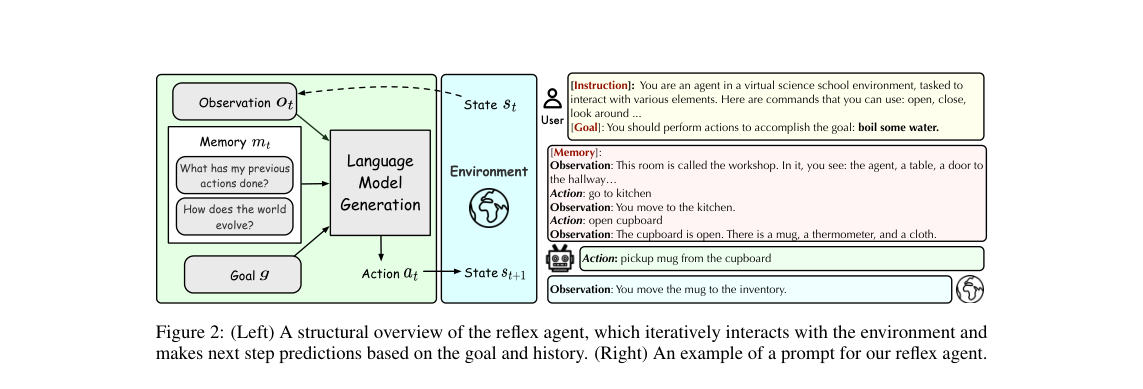 Observation o_t
State s_t
Memory m_t
What has my previous
actions done?
How does the world
evolve?
Language
Model
Generation
Environment
Goal g
Action a_t
State s_{t+1}
User
[Instruction]: You are an agent in a virtual science school environment, tasked to
interact with various elements. Here are commands that you can use: open, close,
look around ...
[Goal]: You should perform actions to accomplish the goal: boil some water.
[Memory]:
Observation: This room is called the workshop. In it, you see: the agent, a table, a door to
the hallway…
Action: go to kitchen
Observation: You move to the kitchen.
Action: open cupboard
Observation: The cupboard is open. There is a mug, a thermometer, and a cloth.
Action: pickup mug from the cupboard
Observation: You move the mug to the inventory.
Figure 2: (Left) A structural overview of the reflex agent, which iteratively interacts with the environment and
makes next step predictions based on the goal and history. (Right) An example of a prompt for our reflex agent.